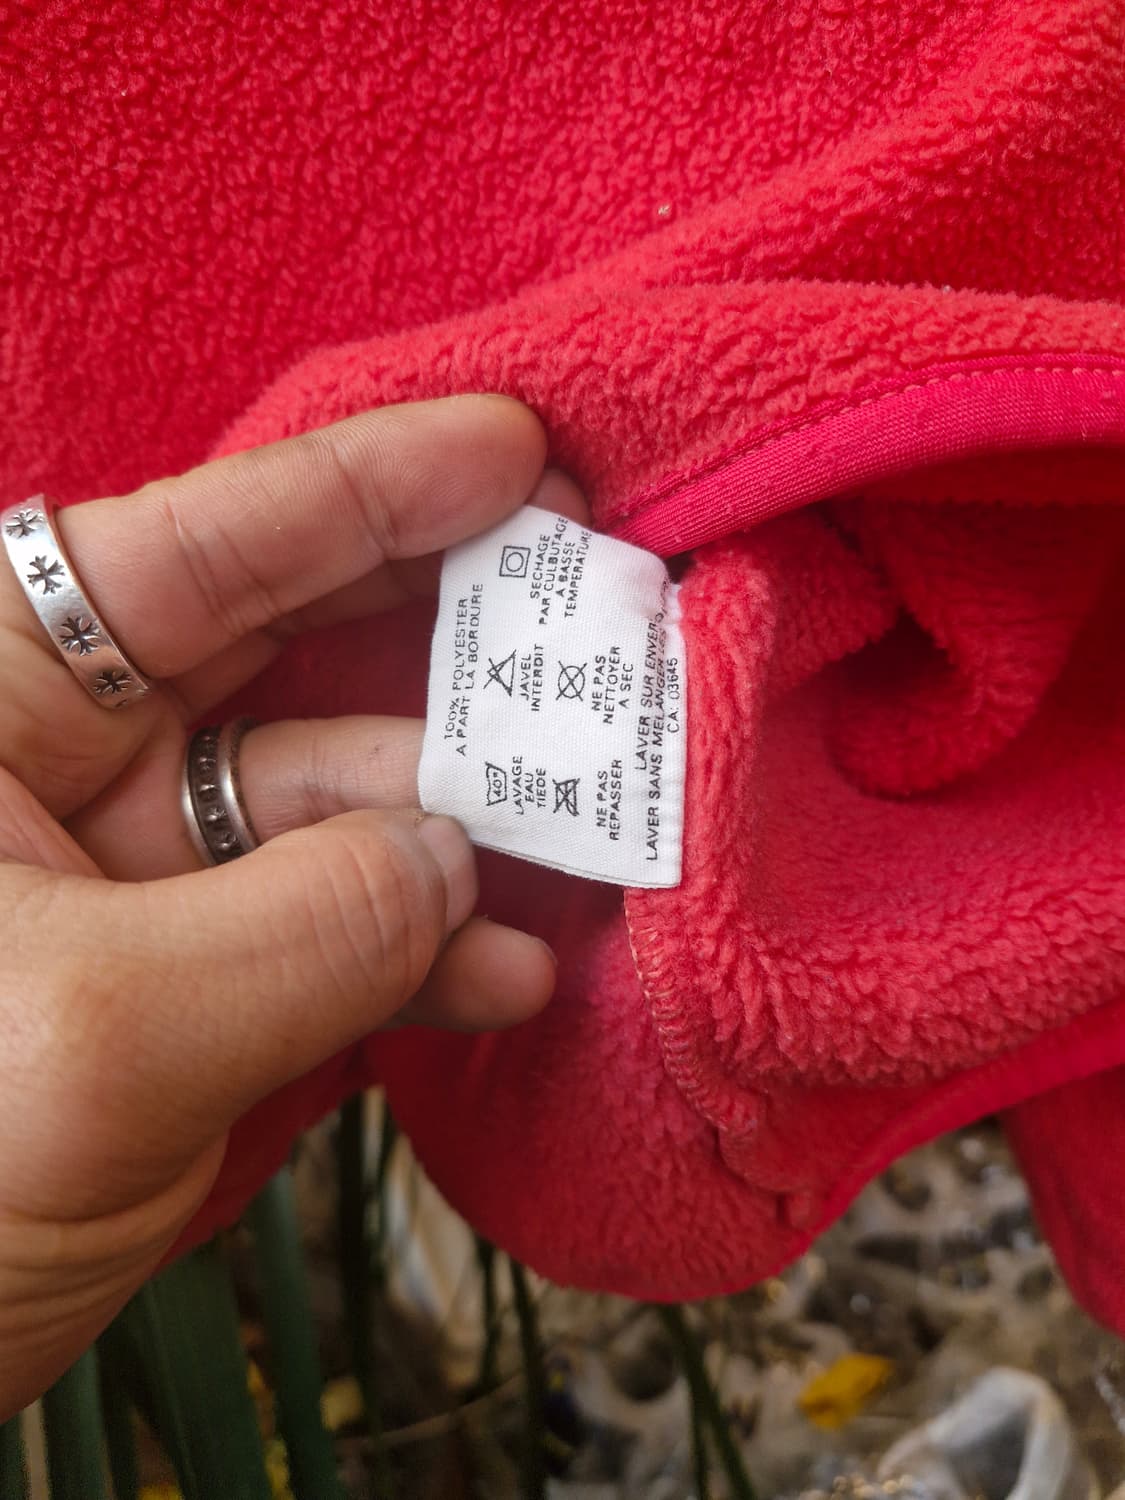 100% POLYESTER
A PART LA BORDURE
40°
LAVAGE
EAU
TIEDE
JAVEL
INTERDIT
SECHAGE
PAR CULBUTAGE
A BASSE
TEMPERATURE
NE PAS
REPASSER
NE PAS
NETTOYER
A SEC
LAVER SUR ENVERS
LAVER SANS MELANGER LES
CA: 03645